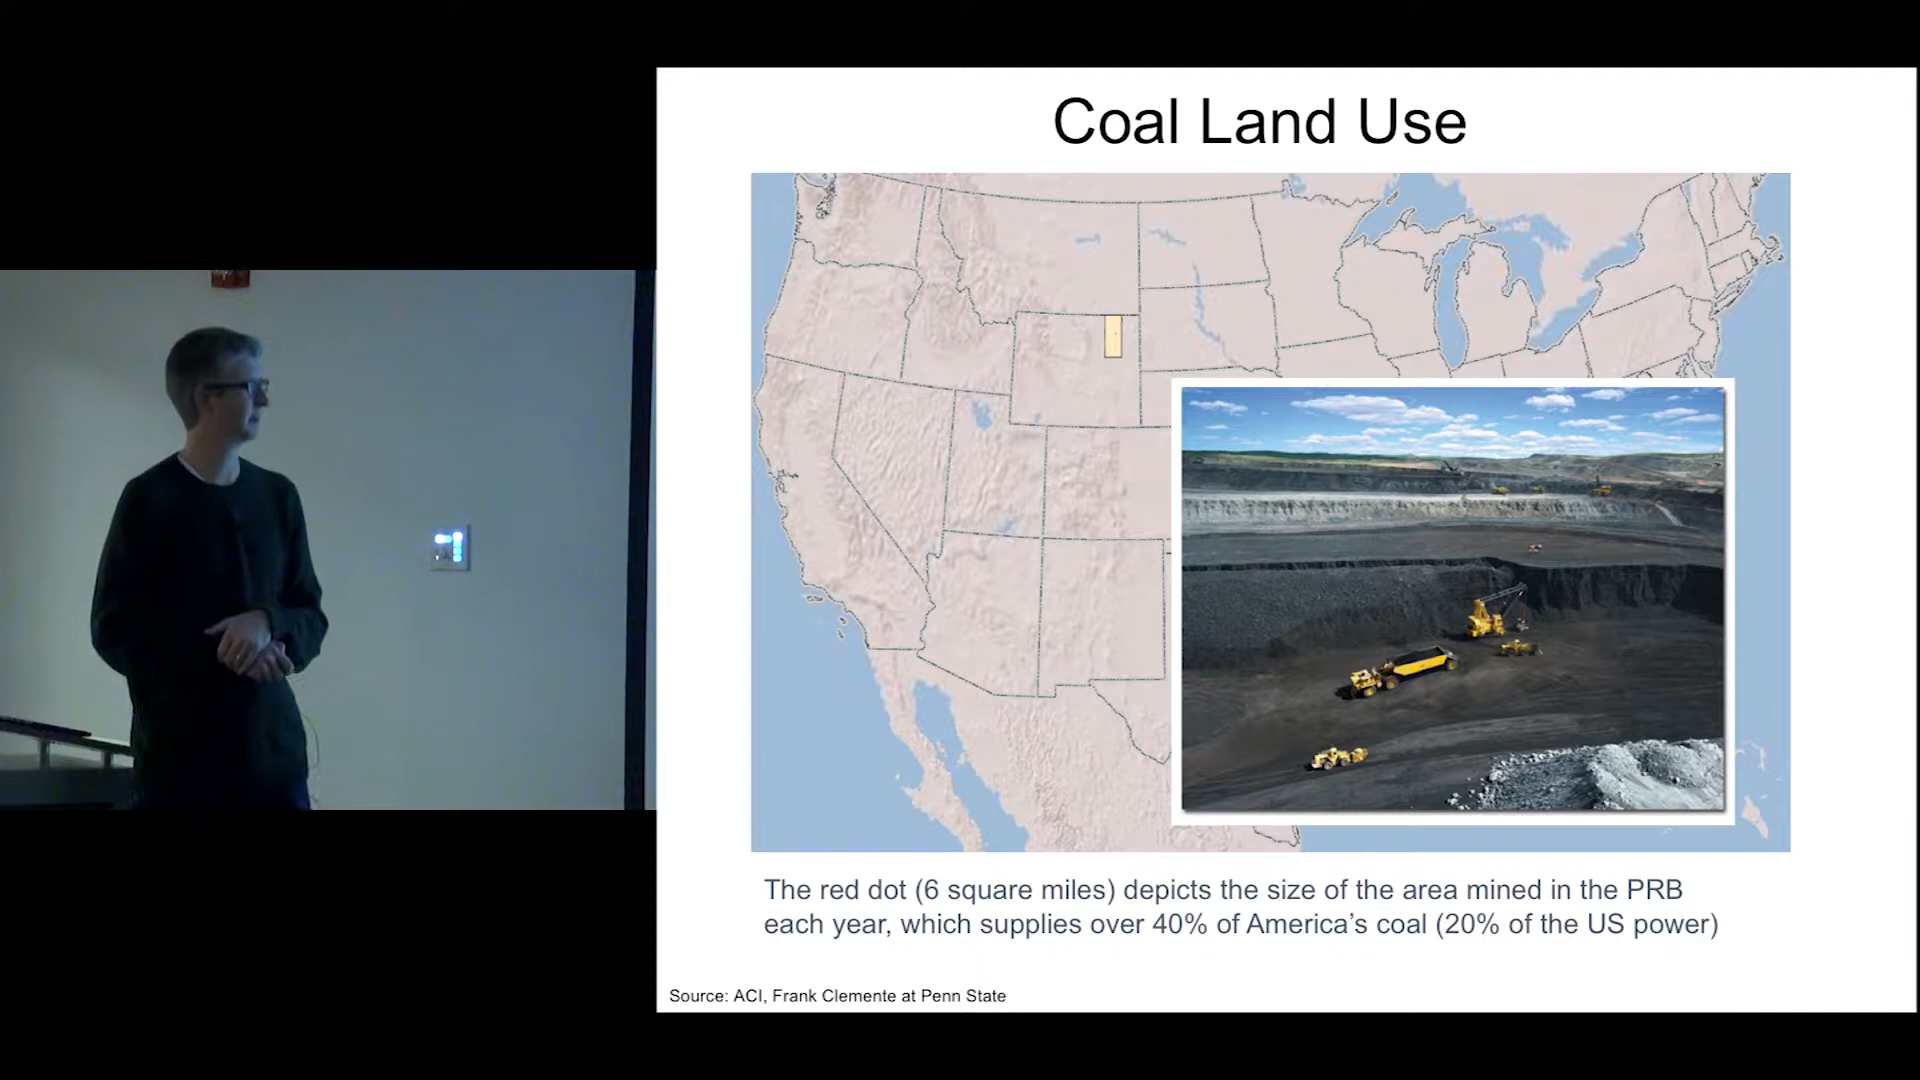 Coal Land Use
The red dot (6 square miles) depicts the size of the area mined in the PRB
each year, which supplies over 40% of America's coal (20% of the US power)
Source: ACI, Frank Clemente at Penn State